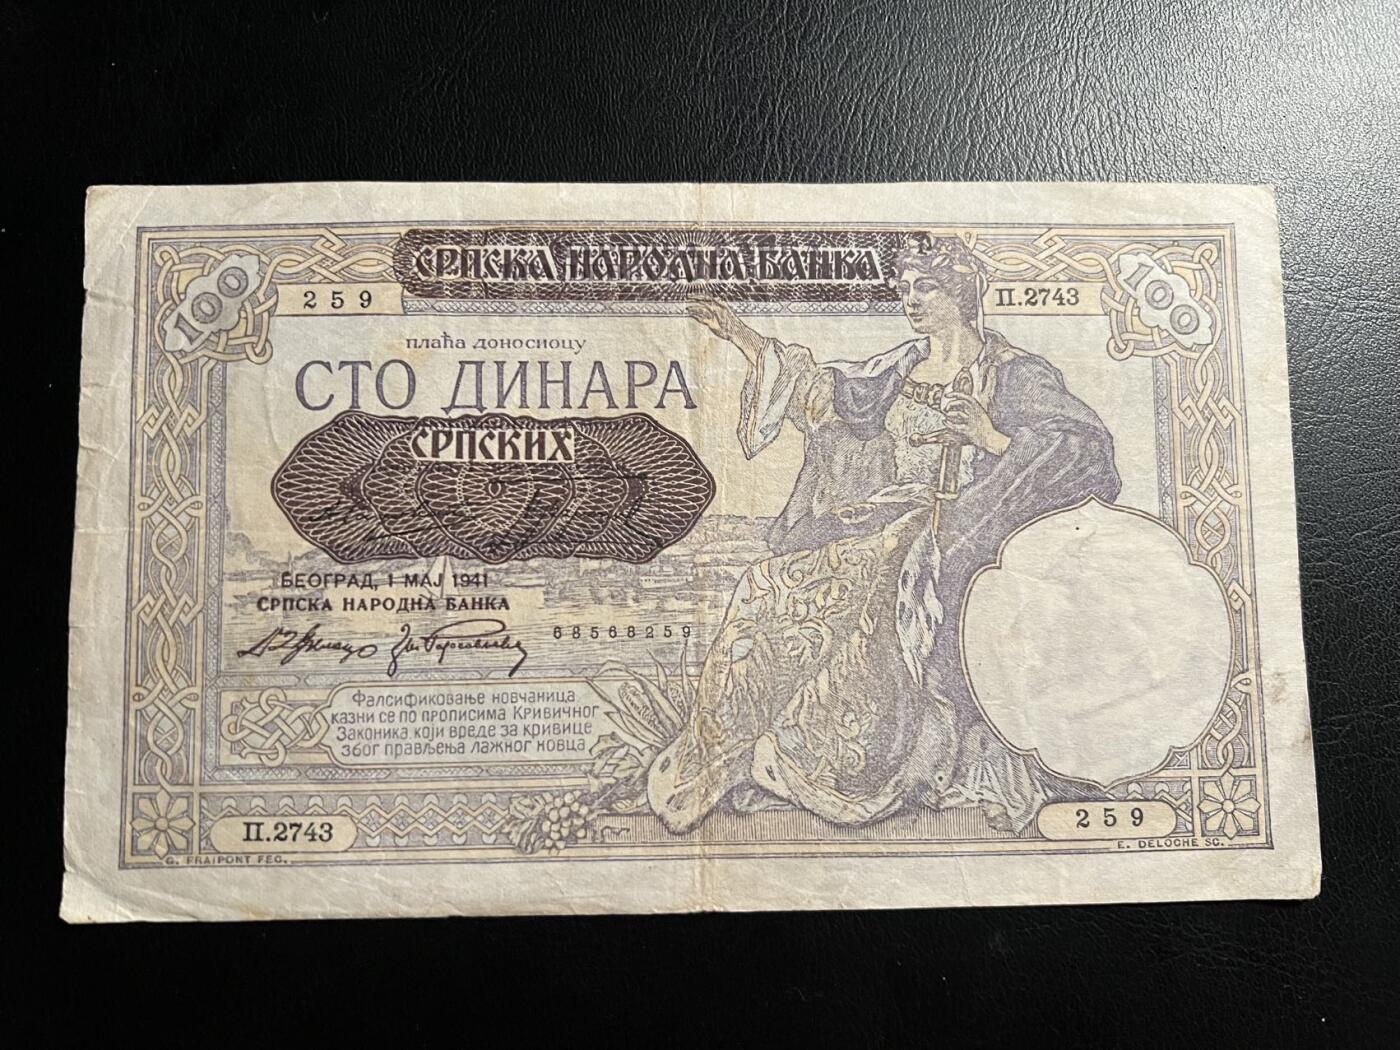 СРПСКА НАРОДНА БАНКА
100
259
П.2743
100
плаћа доносиоцу
СТО ДИНАРА
СРПСКИХ
БЕОГРАД, 1 МАЈ 1941
СРПСКА НАРОДНА БАНКА
68568259
Фалсификовање новчаница
казни се по прописима Кривичног
Законика, који вреде за кривице
због прављења лажног новца
П.2743
259
G. FRAIPONT FEC.
E. DELOCHE SC.